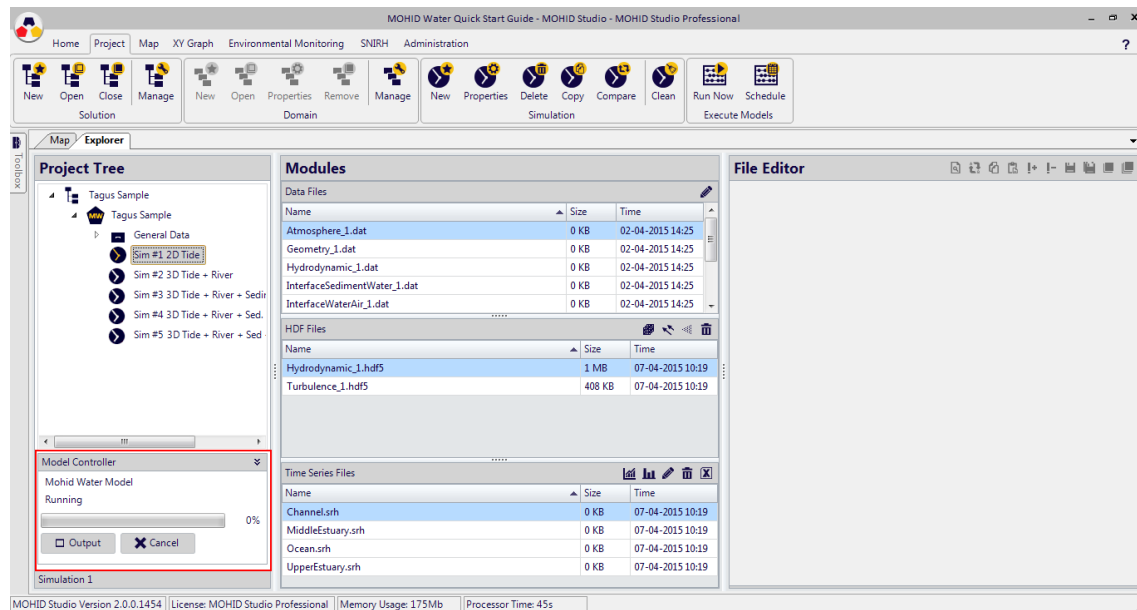 MOHID Water Quick Start Guide - MOHID Studio - MOHID Studio Professional
Home Project Map XY Graph Environmental Monitoring SNIRH Administration ?
New Open Close Manage New Open Properties Remove Manage New Properties Delete Copy Compare Clean Run Now Schedule
Solution Domain Simulation Execute Models
Map Explorer
Toolbox
Project Tree
Tagus Sample
MW Tagus Sample
General Data
Sim #1 2D Tide
Sim #2 3D Tide + River
Sim #3 3D Tide + River + Sedir
Sim #4 3D Tide + River + Sed.
Sim #5 3D Tide + River + Sed
Model Controller
Mohid Water Model
Running
0%
Output Cancel
Simulation 1
Modules
Data Files
Name Size Time
Atmosphere_1.dat 0 KB 02-04-2015 14:25
Geometry_1.dat 0 KB 02-04-2015 14:25
Hydrodynamic_1.dat 0 KB 02-04-2015 14:25
InterfaceSedimentWater_1.dat 0 KB 02-04-2015 14:25
InterfaceWaterAir_1.dat 0 KB 02-04-2015 14:25
HDF Files
Name Size Time
Hydrodynamic_1.hdf5 1 MB 07-04-2015 10:19
Turbulence_1.hdf5 408 KB 07-04-2015 10:19
Time Series Files
Name Size Time
Channel.srh 0 KB 07-04-2015 10:19
MiddleEstuary.srh 0 KB 07-04-2015 10:19
Ocean.srh 0 KB 07-04-2015 10:19
UpperEstuary.srh 0 KB 07-04-2015 10:19
File Editor
MOHID Studio Version 2.0.0.1454 License: MOHID Studio Professional Memory Usage: 175Mb Processor Time: 45s